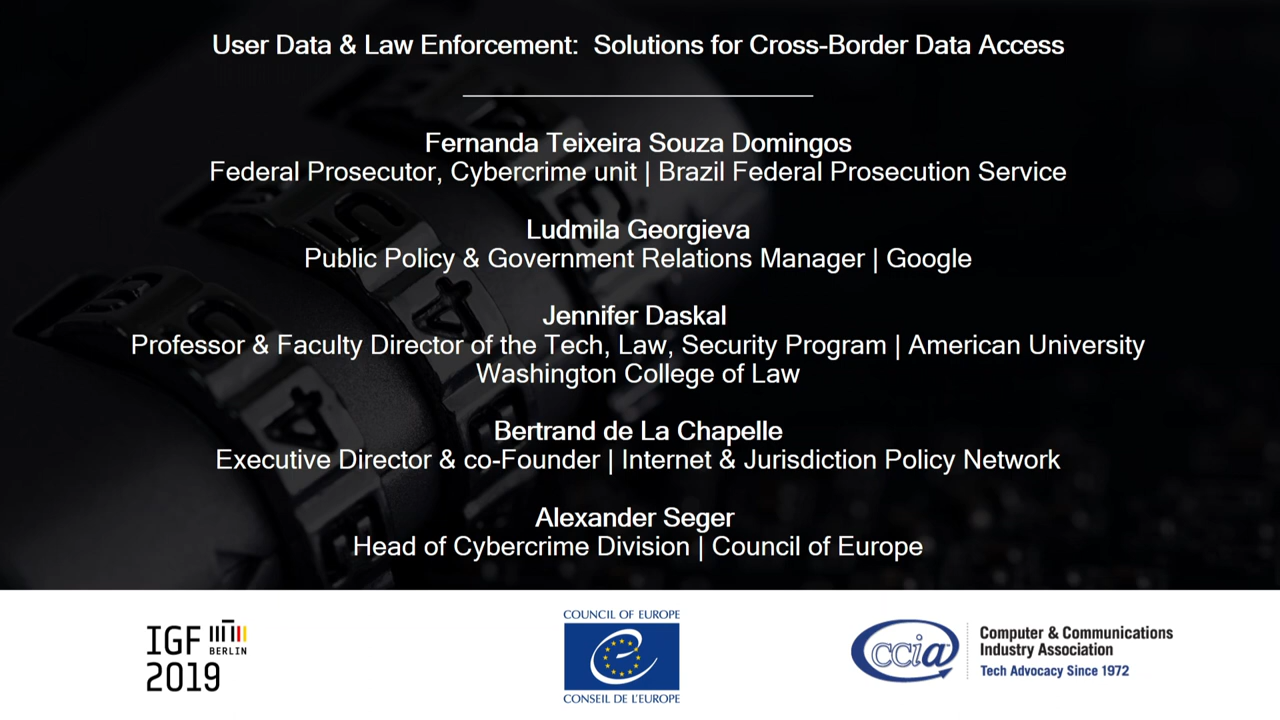 User Data & Law Enforcement: Solutions for Cross-Border Data Access
Fernanda Teixeira Souza Domingos
Federal Prosecutor, Cybercrime unit | Brazil Federal Prosecution Service
Ludmila Georgieva
Public Policy & Government Relations Manager | Google
Jennifer Daskal
Professor & Faculty Director of the Tech, Law, Security Program | American University
Washington College of Law
Bertrand de La Chapelle
Executive Director & co-Founder | Internet & Jurisdiction Policy Network
Alexander Seger
Head of Cybercrime Division | Council of Europe
IGF
BERLIN
2019
COUNCIL OF EUROPE
CONSEIL DE L'EUROPE
ccia
Computer & Communications
Industry Association
Tech Advocacy Since 1972